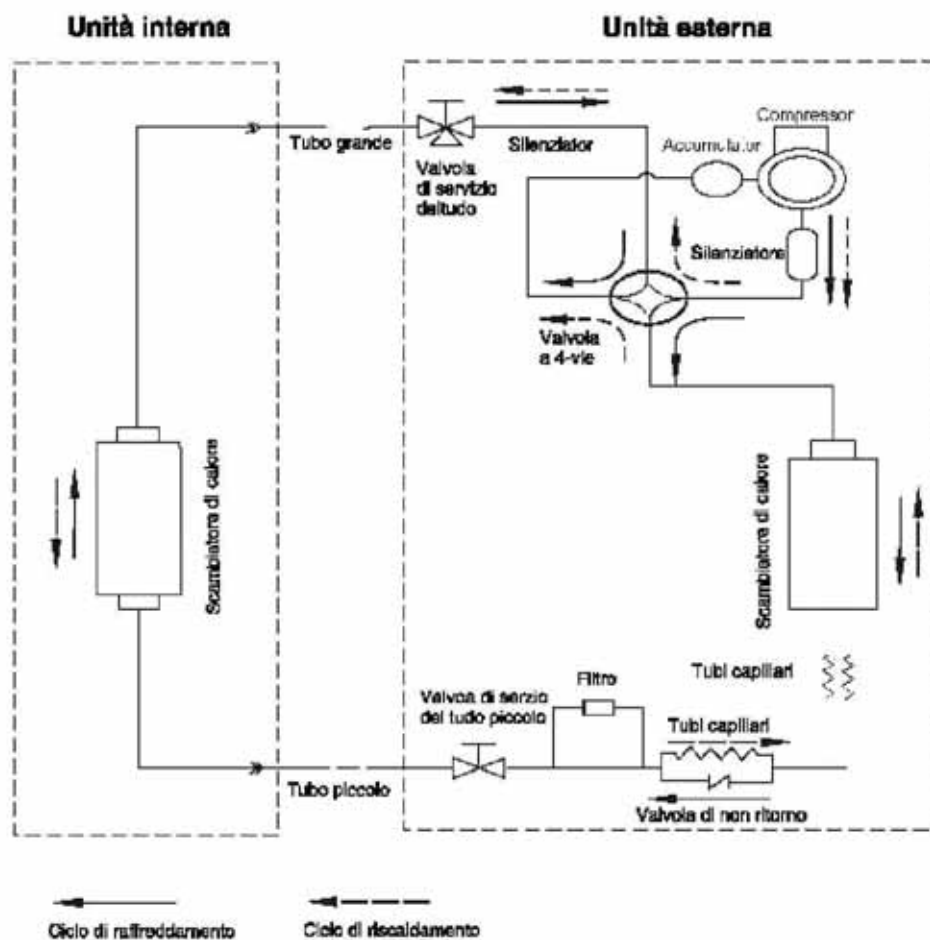 Unità interna
Unità esterna
Compressor
Accumulator
Tubo grande
Silenziator
Valvola
di servizio
deltudo
Silenziatore
Valvola
a 4-vie
Scambiatore di calore
Scambiatore di calore
Tubi capillari
Filtro
Valvoa di serzio
del tudo piccolo
Tubi capillari
Tubo piccolo
Valvola di non ritorno
Ciclo di raffreddamento
Ciclo di riscaldamento